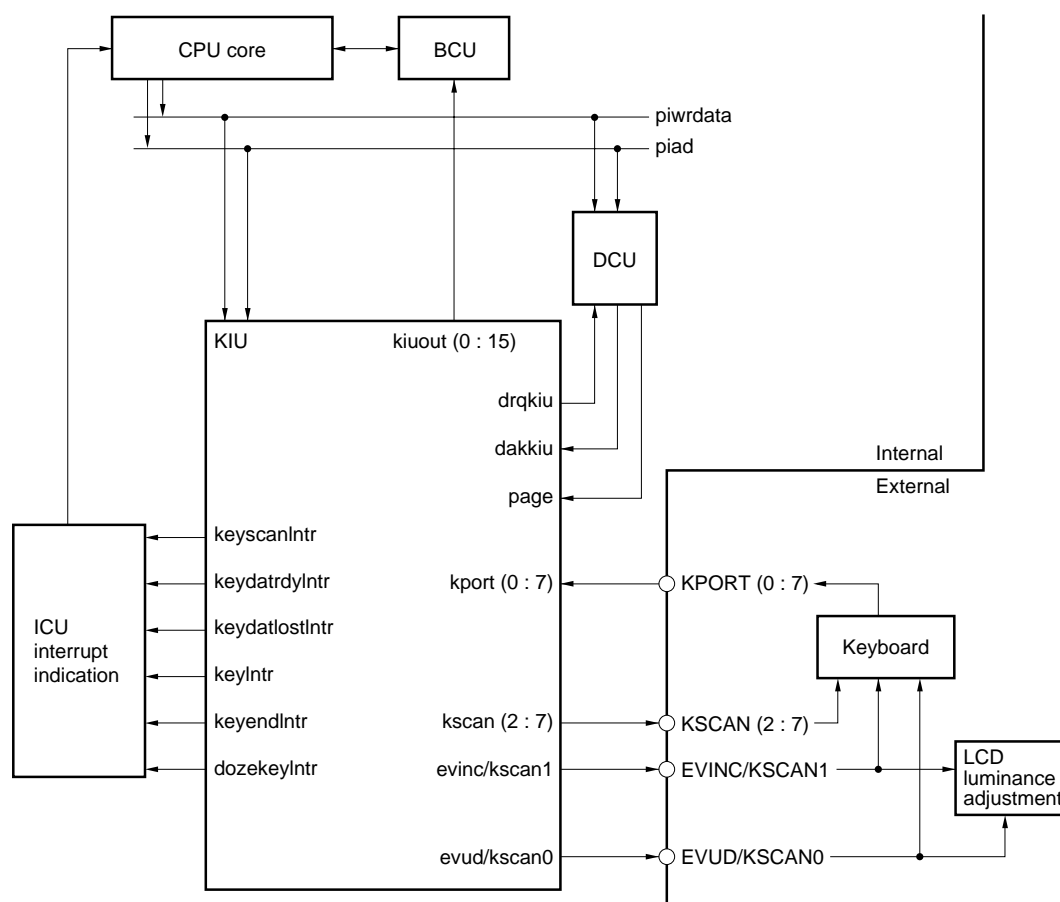 CPU core
BCU
piwrdata
piad
DCU
KIU
kiuout (0 : 15)
drqkiu
dakkiu
page
Internal
External
keyscanIntr
keydatrdyIntr
keydatlostIntr
keyIntr
keyendIntr
dozekeyIntr
ICU
interrupt
indication
kport (0 : 7)
KPORT (0 : 7)
Keyboard
kscan (2 : 7)
KSCAN (2 : 7)
evinc/kscan1
EVINC/KSCAN1
LCD
luminance
adjustment
evud/kscan0
EVUD/KSCAN0